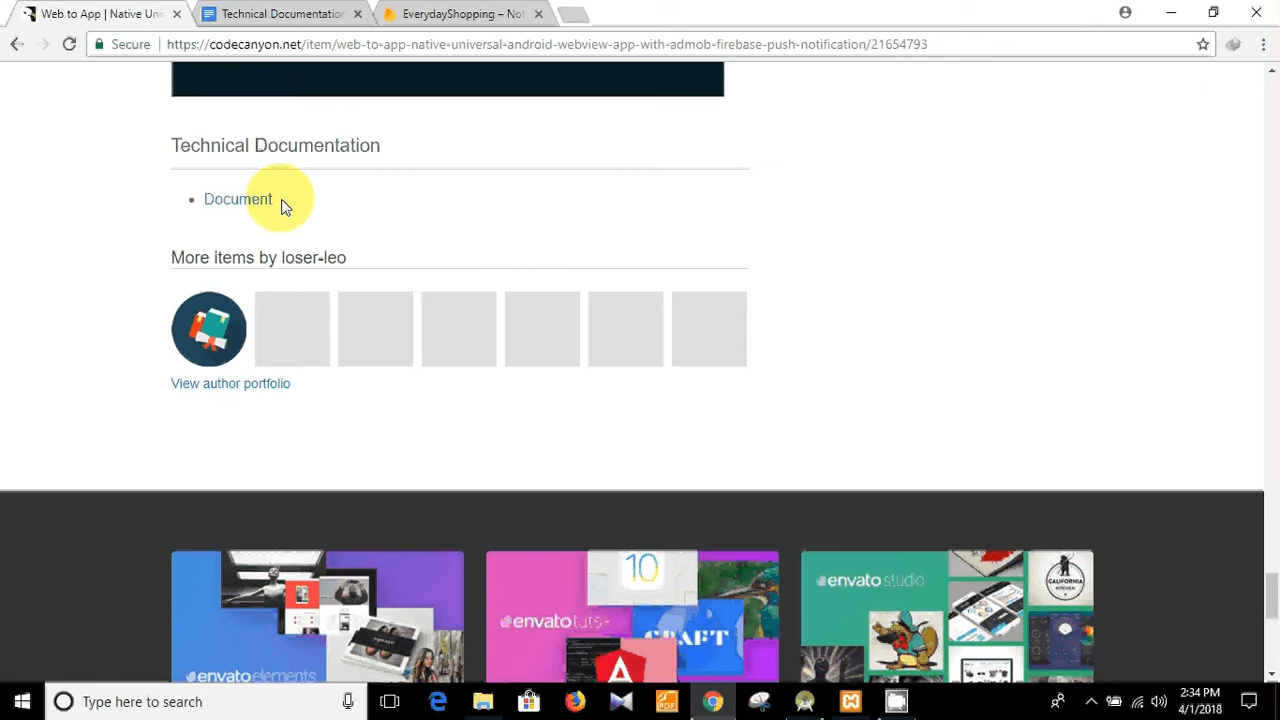 Web to App | Native Uni
Technical Documentation
EverydayShopping – Not
Secure
https://codecanyon.net/item/web-to-app-native-universal-android-webview-app-with-admob-firebase-push-notification/21654793
Technical Documentation
Document
More items by loser-leo
View author portfolio
envato elements
envato tuts+
10
CRAFT
envato studio
CALIFORNIA
KITCHEN
Type here to search
PDF
2:34 PM
4/1/2018